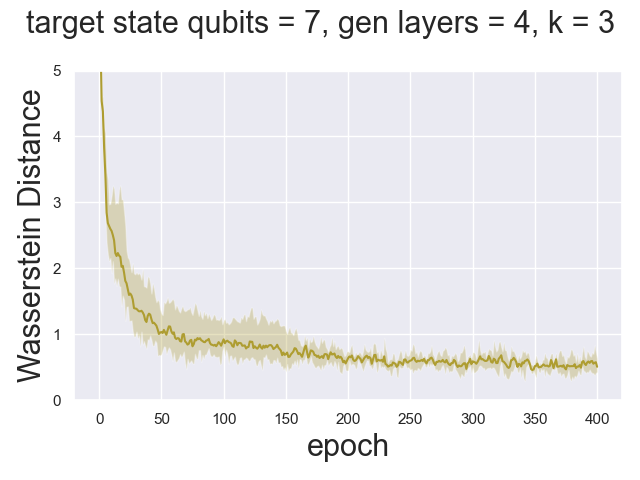 target state qubits = 7, gen layers = 4, k = 3
5
4
3
2
1
0
Wasserstein Distance
0 50 100 150 200 250 300 350 400
epoch